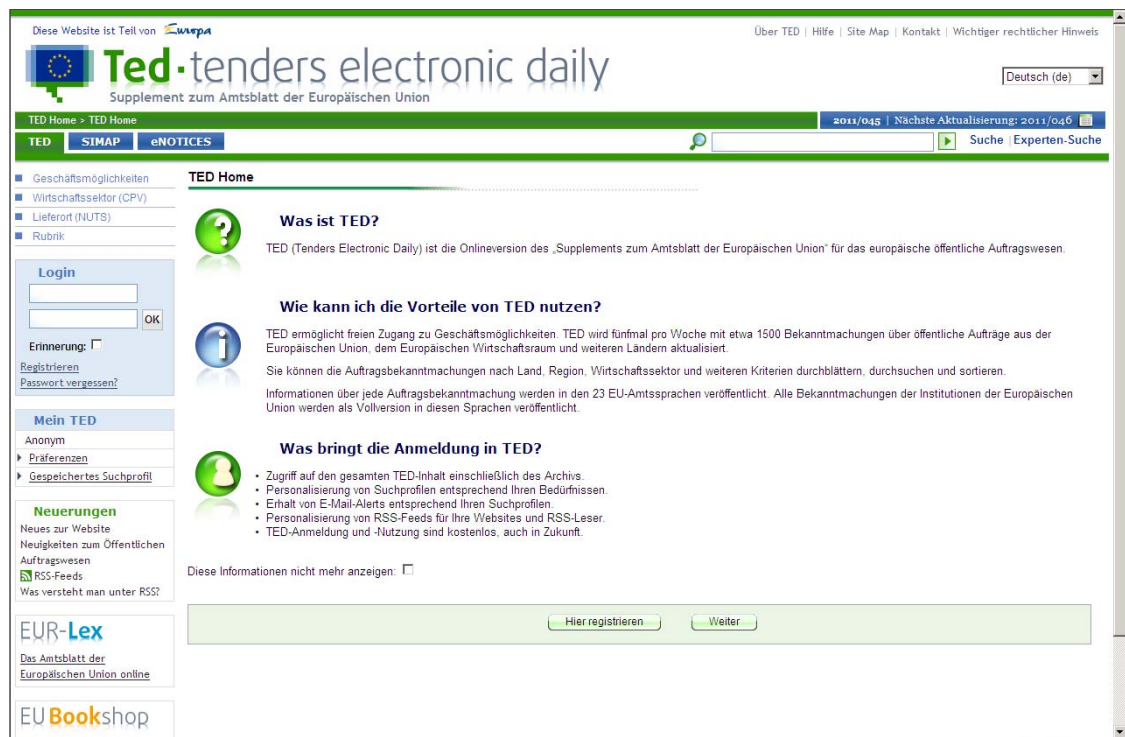 Diese Website ist Teil von Europa
Über TED | Hilfe | Site Map | Kontakt | Wichtiger rechtlicher Hinweis
Ted · tenders electronic daily
Supplement zum Amtsblatt der Europäischen Union
Deutsch (de)
TED Home > TED Home
2011/045 | Nächste Aktualisierung: 2011/046
TED SIMAP eNOTICES
Suche | Experten-Suche
Geschäftsmöglichkeiten
Wirtschaftssektor (CPV)
Lieferort (NUTS)
Rubrik
Login
OK
Erinnerung:
Registrieren
Passwort vergessen?
Mein TED
Anonym
Präferenzen
Gespeichertes Suchprofil
Neuerungen
Neues zur Website
Neuigkeiten zum Öffentlichen
Auftragswesen
RSS-Feeds
Was versteht man unter RSS?
EUR-Lex
Das Amtsblatt der
Europäischen Union online
EU Bookshop
TED Home
Was ist TED?
TED (Tenders Electronic Daily) ist die Onlineversion des „Supplements zum Amtsblatt der Europäischen Union" für das europäische öffentliche Auftragswesen.
Wie kann ich die Vorteile von TED nutzen?
TED ermöglicht freien Zugang zu Geschäftsmöglichkeiten. TED wird fünfmal pro Woche mit etwa 1500 Bekanntmachungen über öffentliche Aufträge aus der
Europäischen Union, dem Europäischen Wirtschaftsraum und weiteren Ländern aktualisiert.
Sie können die Auftragsbekanntmachungen nach Land, Region, Wirtschaftssektor und weiteren Kriterien durchblättern, durchsuchen und sortieren.
Informationen über jede Auftragsbekanntmachung werden in den 23 EU-Amtssprachen veröffentlicht. Alle Bekanntmachungen der Institutionen der Europäischen
Union werden als Vollversion in diesen Sprachen veröffentlicht.
Was bringt die Anmeldung in TED?
• Zugriff auf den gesamten TED-Inhalt einschließlich des Archivs.
• Personalisierung von Suchprofilen entsprechend Ihren Bedürfnissen.
• Erhalt von E-Mail-Alerts entsprechend Ihren Suchprofilen.
• Personalisierung von RSS-Feeds für Ihre Websites und RSS-Leser.
• TED-Anmeldung und -Nutzung sind kostenlos, auch in Zukunft.
Diese Informationen nicht mehr anzeigen:
Hier registrieren Weiter